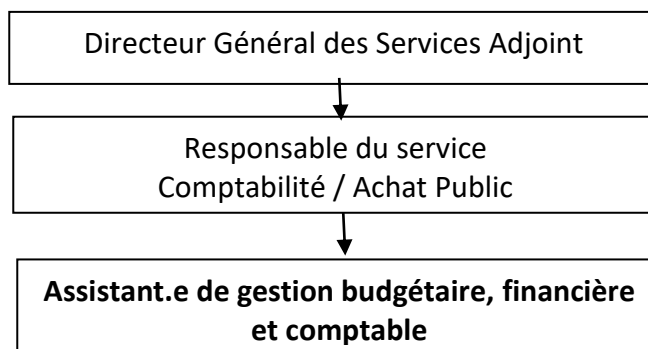 Directeur Général des Services Adjoint
Responsable du service
Comptabilité / Achat Public
Assistant.e de gestion budgétaire, financière
et comptable